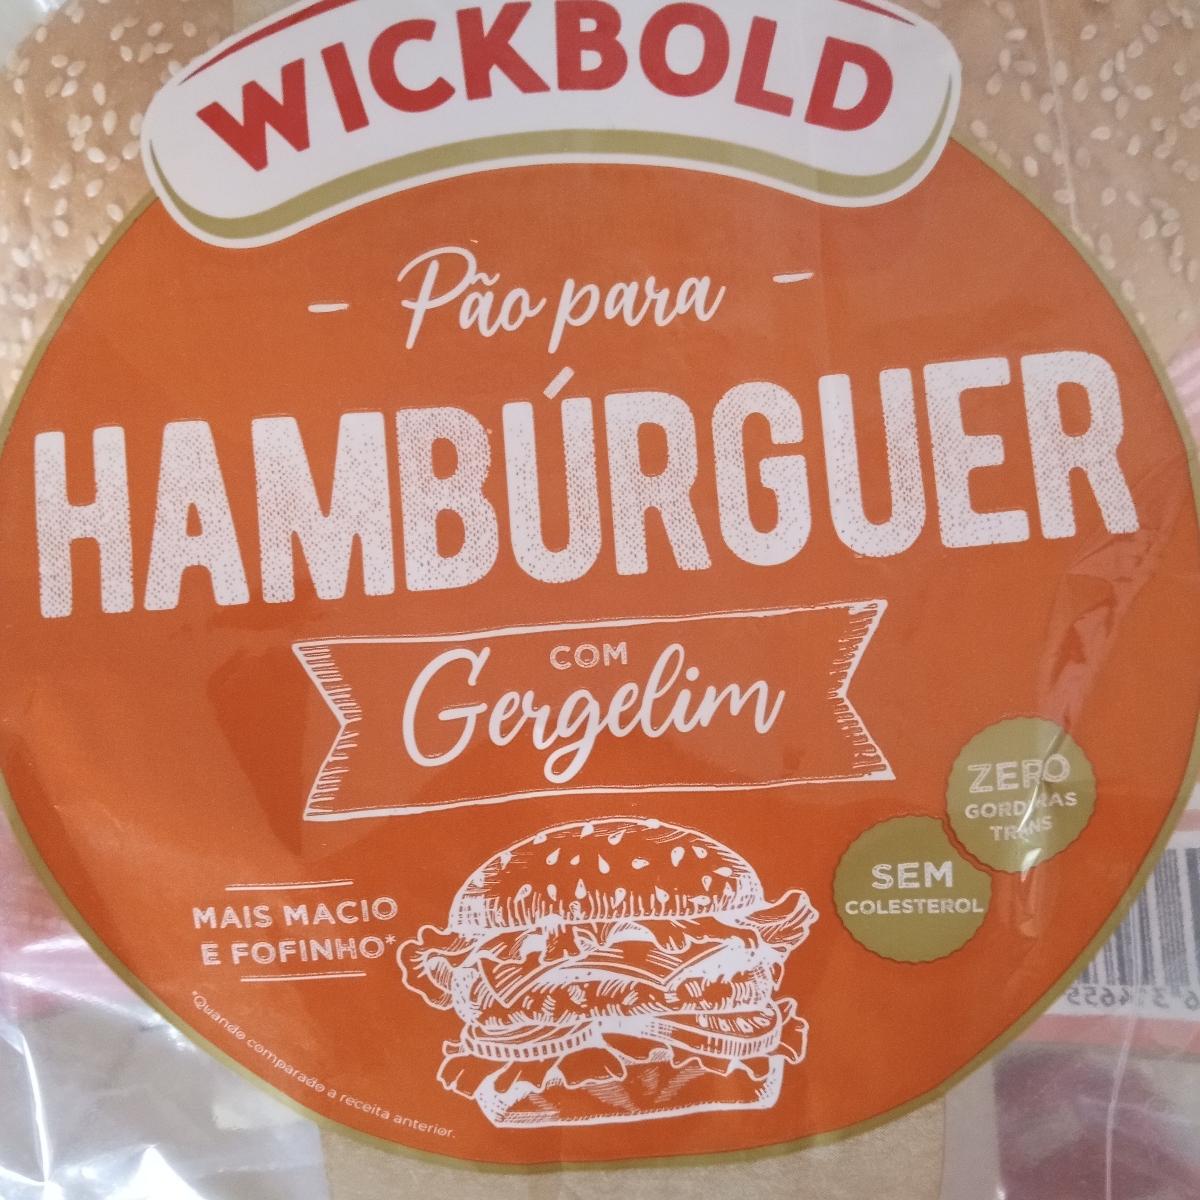 WICKBOLD
Pão para
HAMBÚRGUER
COM
Gergelim
ZERO
GORDURAS
TRANS
SEM
COLESTEROL
MAIS MACIO
E FOFINHO*
*Quando comparado a receita anterior.